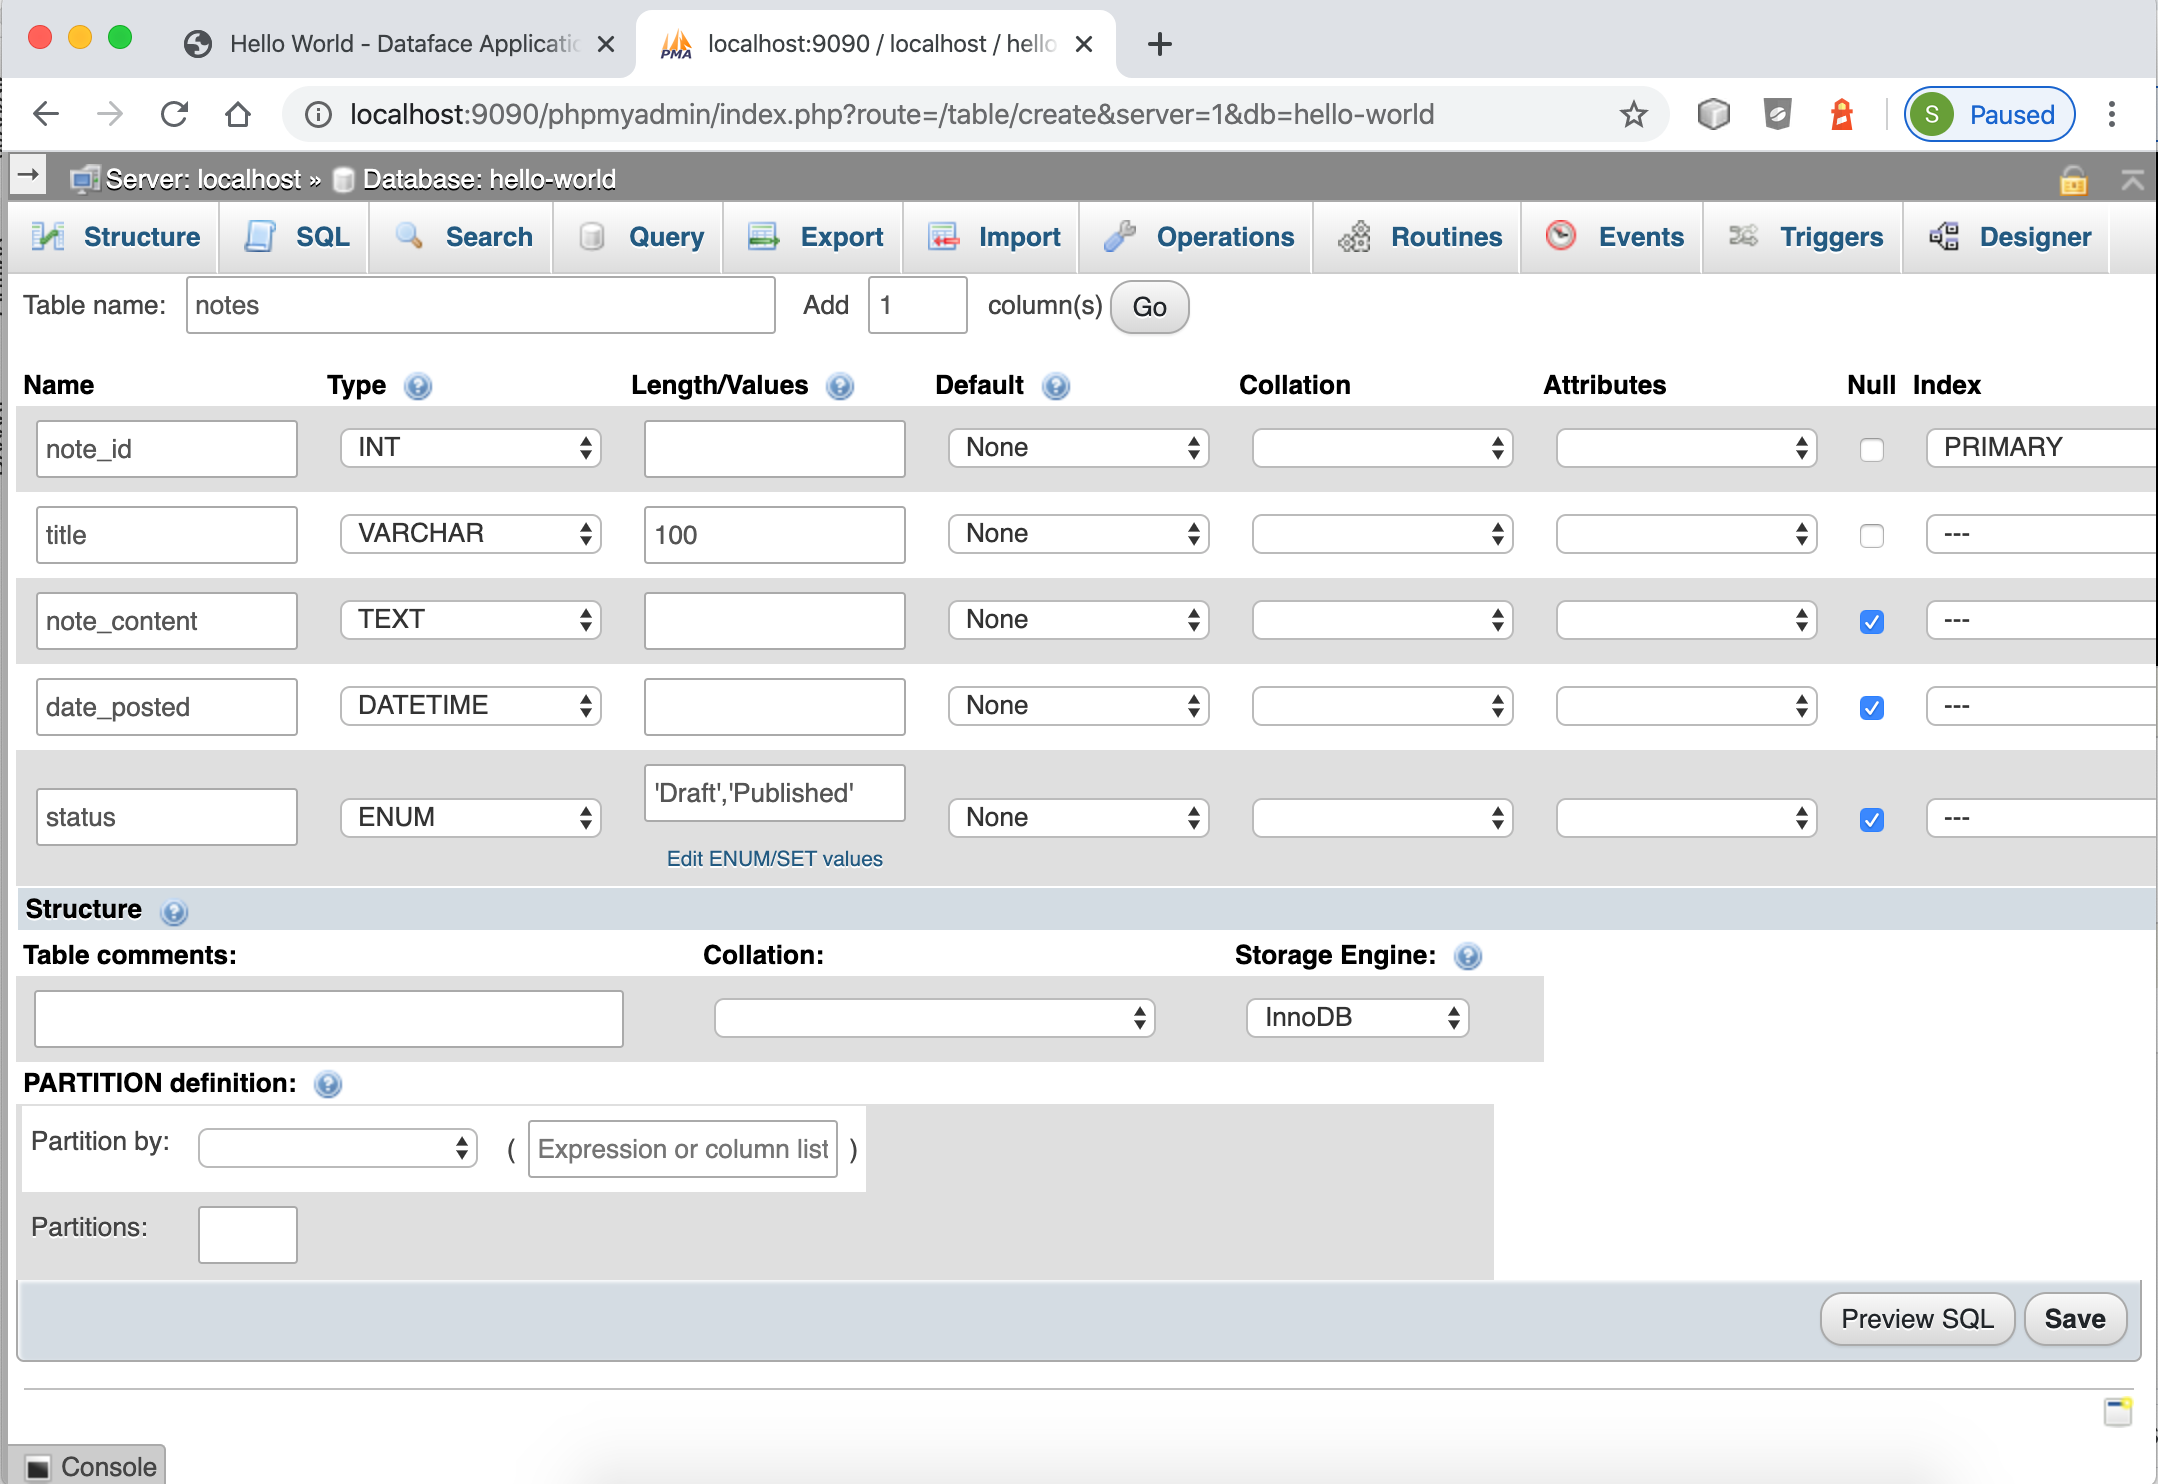 Hello World - Dataface Applicatic
PMA localhost:9090 / localhost / hello
localhost:9090/phpmyadmin/index.php?route=/table/create&server=1&db=hello-world
S Paused
Server: localhost » Database: hello-world
Structure SQL Search Query Export Import Operations Routines Events Triggers Designer
Table name: notes Add 1 column(s) Go
Name Type Length/Values Default Collation Attributes Null Index
note_id INT None PRIMARY
title VARCHAR 100 None ---
note_content TEXT None ---
date_posted DATETIME None ---
status ENUM 'Draft','Published' None ---
Edit ENUM/SET values
Structure
Table comments: Collation: Storage Engine:
InnoDB
PARTITION definition:
Partition by: ( Expression or column list )
Partitions:
Preview SQL Save
Console